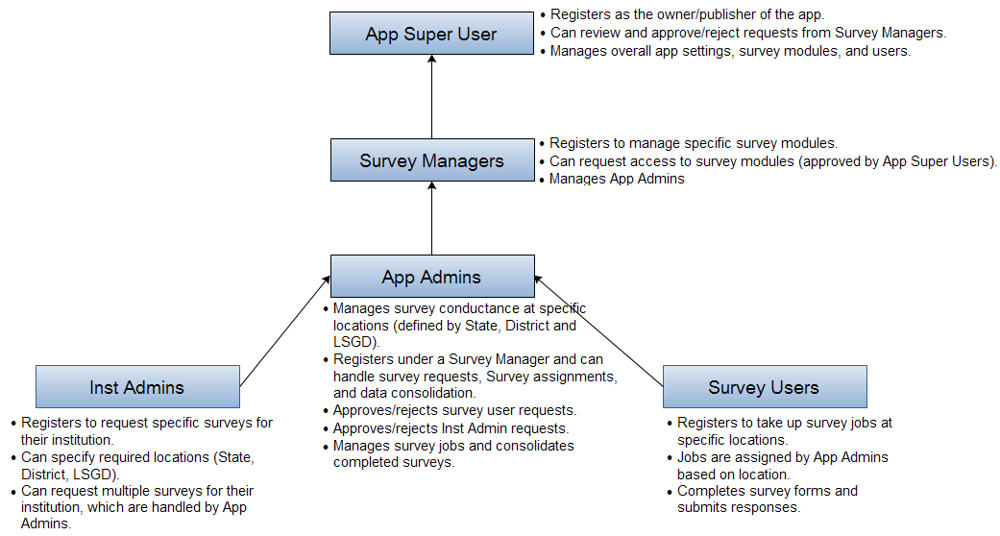 App Super User
• Registers as the owner/publisher of the app.
• Can review and approve/reject requests from Survey Managers.
• Manages overall app settings, survey modules, and users.
Survey Managers
• Registers to manage specific survey modules.
• Can request access to survey modules (approved by App Super Users).
• Manages App Admins
App Admins
• Manages survey conductance at specific
locations (defined by State, District and
LSGD).
• Registers under a Survey Manager and can
handle survey requests, Survey assignments,
and data consolidation.
• Approves/rejects survey user requests.
• Approves/rejects Inst Admin requests.
• Manages survey jobs and consolidates
completed surveys.
Inst Admins
• Registers to request specific surveys for
their institution.
• Can specify required locations (State,
District, LSGD).
• Can request multiple surveys for their
institution, which are handled by App
Admins.
Survey Users
• Registers to take up survey jobs at
specific locations.
• Jobs are assigned by App Admins
based on location.
• Completes survey forms and
submits responses.